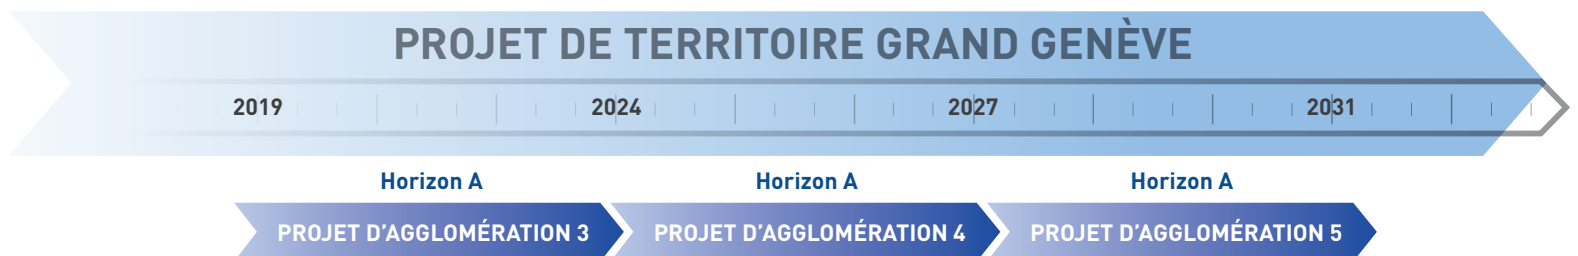 PROJET DE TERRITOIRE GRAND GENÈVE
2019 2024 2027 2031
Horizon A Horizon A Horizon A
PROJET D’AGGLOMÉRATION 3 PROJET D’AGGLOMÉRATION 4 PROJET D’AGGLOMÉRATION 5